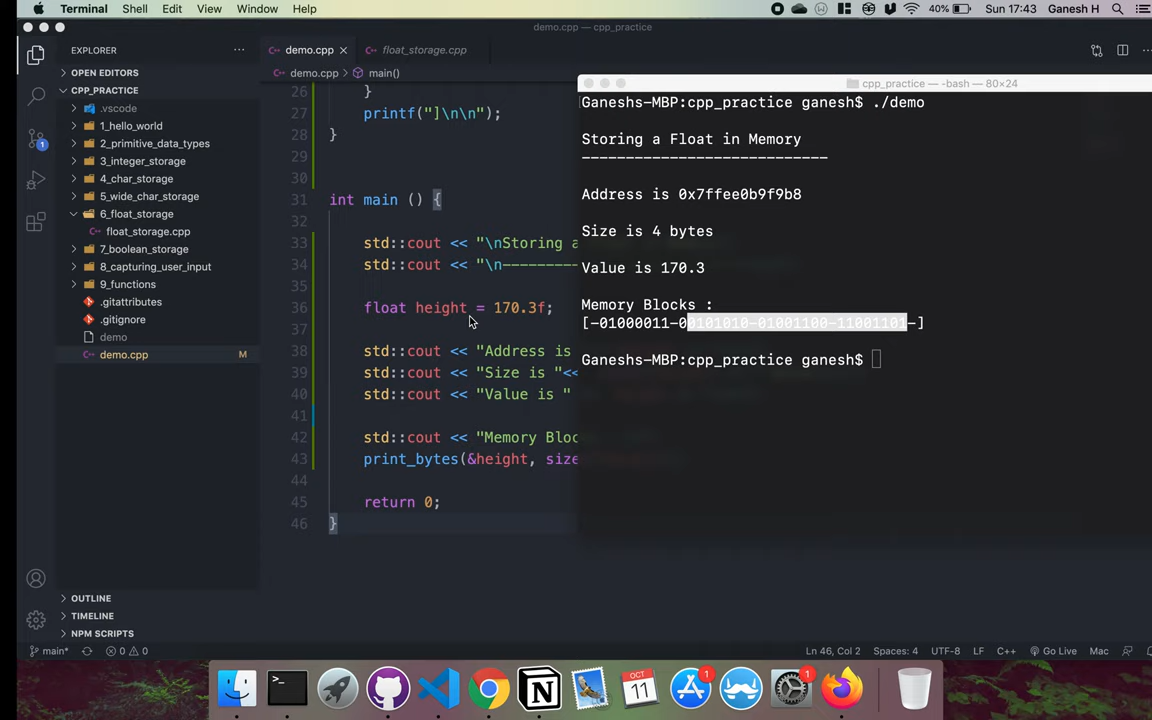 Terminal Shell Edit View Window Help 40% Sun 17:43 Ganesh H
demo.cpp — cpp_practice
EXPLORER
OPEN EDITORS
CPP_PRACTICE
.vscode
1_hello_world
2_primitive_data_types
3_integer_storage
4_char_storage
5_wide_char_storage
6_float_storage
float_storage.cpp
7_boolean_storage
8_capturing_user_input
9_functions
.gitattributes
.gitignore
demo
demo.cpp M
OUTLINE
TIMELINE
NPM SCRIPTS
demo.cpp float_storage.cpp
demo.cpp > main()
26 }
27 printf("]\n\n");
28 }
29
30
31 int main () {
32
33 std::cout << "\nStoring a
34 std::cout << "\n----------
35
36 float height = 170.3f;
37
38 std::cout << "Address is
39 std::cout << "Size is "<<
40 std::cout << "Value is "
41
42 std::cout << "Memory Bloc
43 print_bytes(&height, size
44
45 return 0;
46 }
cpp_practice — -bash — 80×24
Ganeshs-MBP:cpp_practice ganesh$ ./demo
Storing a Float in Memory
---------------------------
Address is 0x7ffee0b9f9b8
Size is 4 bytes
Value is 170.3
Memory Blocks :
[-01000011-00101010-01001100-11001101-]
Ganeshs-MBP:cpp_practice ganesh$
main* 0 0 Ln 46, Col 2 Spaces: 4 UTF-8 LF C++ Go Live Mac
OCT
11
1
1